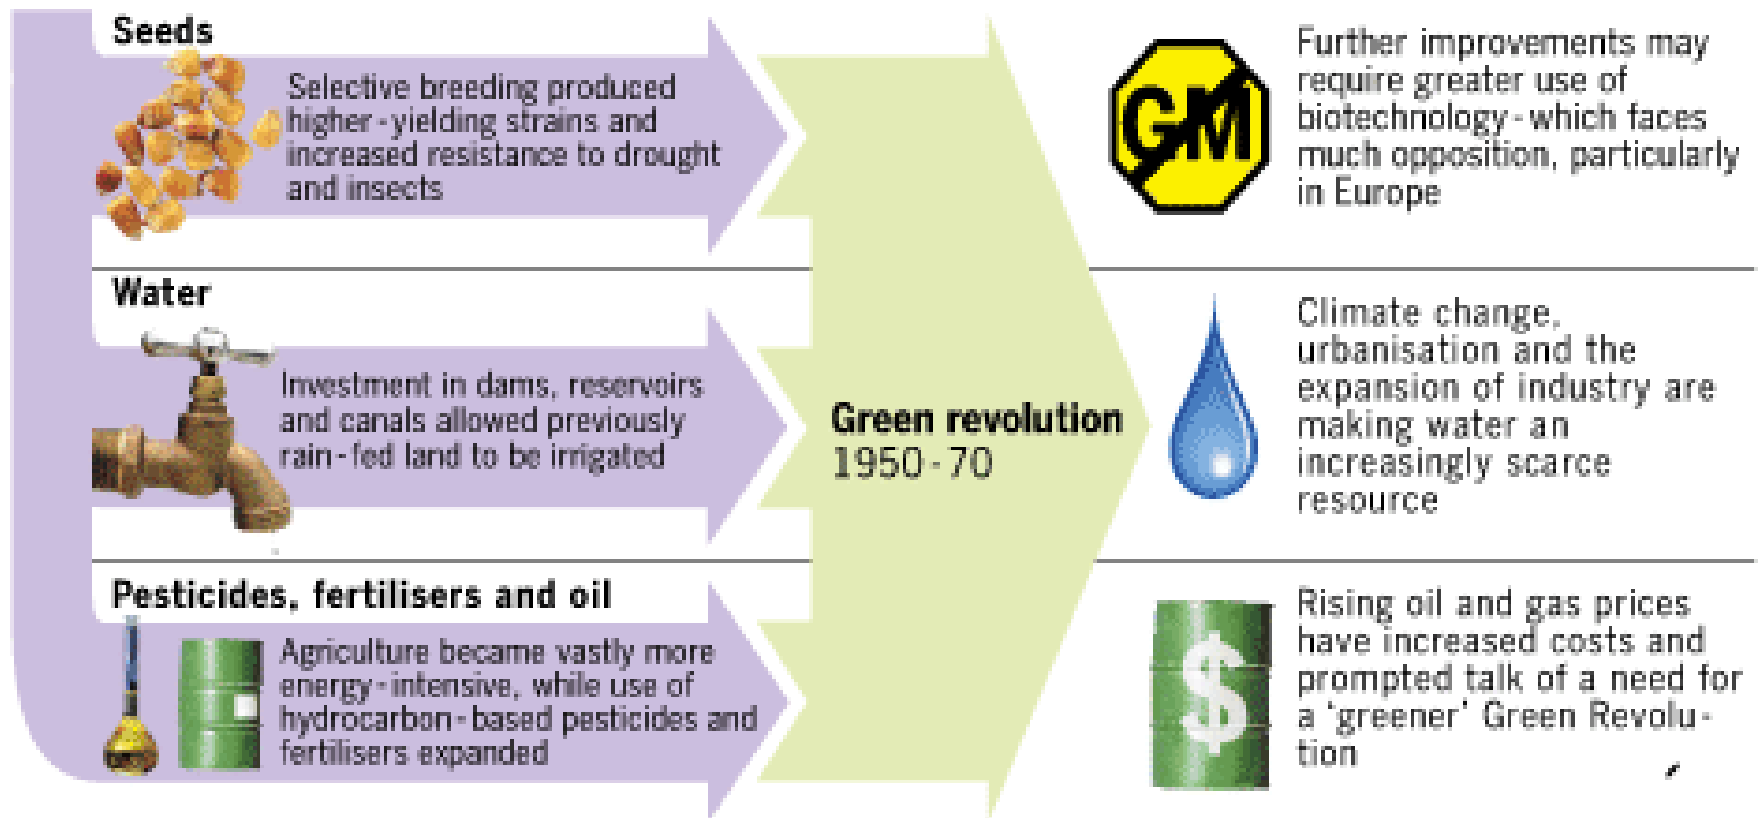 Seeds
Selective breeding produced
higher-yielding strains and
increased resistance to drought
and insects
GM
Further improvements may
require greater use of
biotechnology-which faces
much opposition, particularly
in Europe
Water
Investment in dams, reservoirs
and canals allowed previously
rain-fed land to be irrigated
Green revolution
1950-70
Climate change,
urbanisation and the
expansion of industry are
making water an
increasingly scarce
resource
Pesticides, fertilisers and oil
Agriculture became vastly more
energy-intensive, while use of
hydrocarbon-based pesticides and
fertilisers expanded
$
Rising oil and gas prices
have increased costs and
prompted talk of a need for
a ‘greener’ Green Revolu-
tion